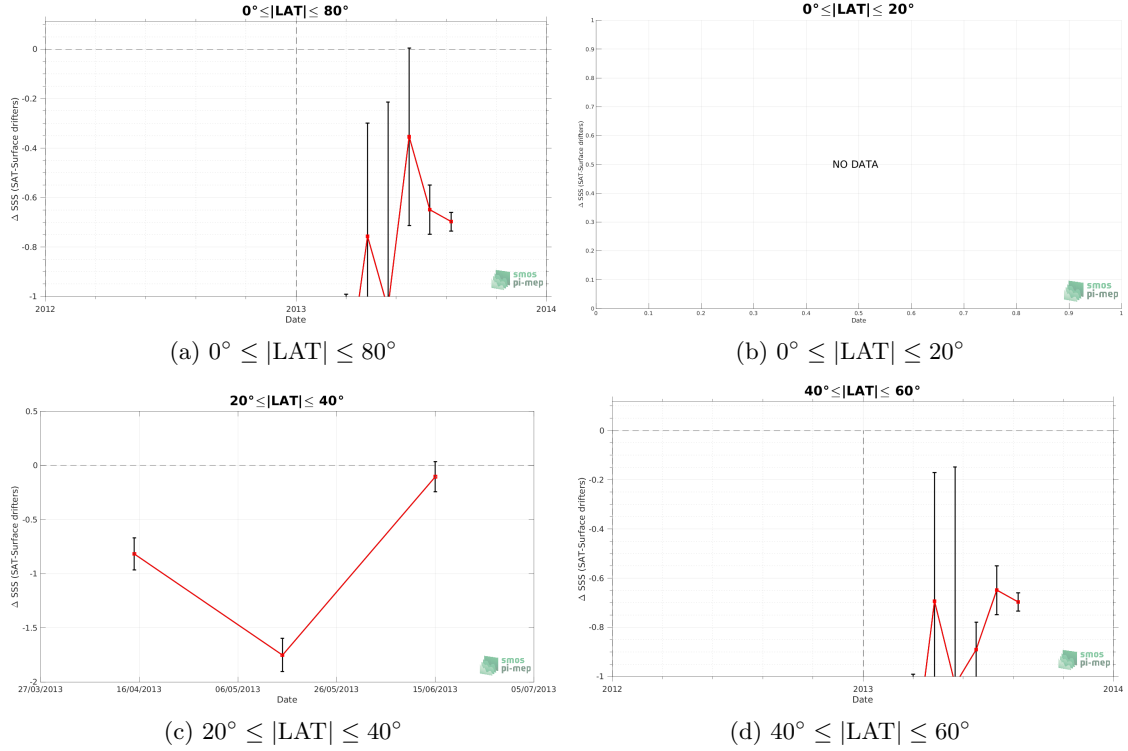 0°≤|LAT|≤ 80°
Δ SSS (SAT-Surface drifters)
0
-0.2
-0.4
-0.6
-0.8
-1
2012
2013
2014
Date
smos
pi-mep
(a) 0° ≤ |LAT| ≤ 80°
0°≤|LAT|≤ 20°
Δ SSS (SAT-Surface drifters)
1
0.9
0.8
0.7
0.6
0.5
0.4
0.3
0.2
0.1
0
NO DATA
0
0.1
0.2
0.3
0.4
0.5
0.6
0.7
0.8
0.9
1
Date
smos
pi-mep
(b) 0° ≤ |LAT| ≤ 20°
20°≤|LAT|≤ 40°
Δ SSS (SAT-Surface drifters)
0.5
0
-0.5
-1
-1.5
-2
27/03/2013
16/04/2013
06/05/2013
26/05/2013
15/06/2013
05/07/2013
Date
smos
pi-mep
(c) 20° ≤ |LAT| ≤ 40°
40°≤|LAT|≤ 60°
Δ SSS (SAT-Surface drifters)
0
-0.2
-0.4
-0.6
-0.8
-1
2012
2013
2014
Date
smos
pi-mep
(d) 40° ≤ |LAT| ≤ 60°